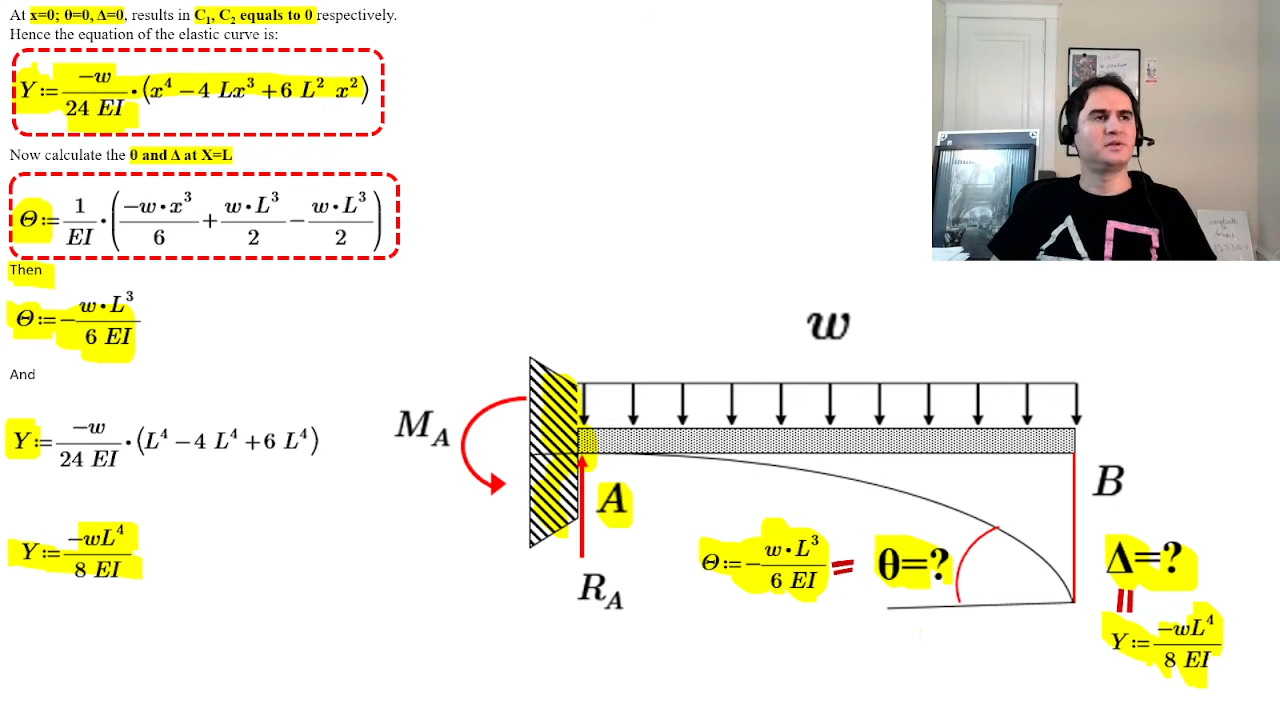 At x=0; θ=0, Δ=0, results in C₁, C₂ equals to 0 respectively.
Hence the equation of the elastic curve is:
Y:= −w / 24 EI · (x⁴ − 4 Lx³ + 6 L² x²)
Now calculate the θ and Δ at X=L
Θ:= 1 / EI · (−w·x³ / 6 + w·L³ / 2 − w·L³ / 2)
Then
Θ:= − w·L³ / 6 EI
And
Y:= −w / 24 EI · (L⁴ − 4 L⁴ + 6 L⁴)
Y:= −wL⁴ / 8 EI
w
M_A
A
B
R_A
Θ:= − w·L³ / 6 EI = θ=?
Δ=?
=
Y:= −wL⁴ / 8 EI